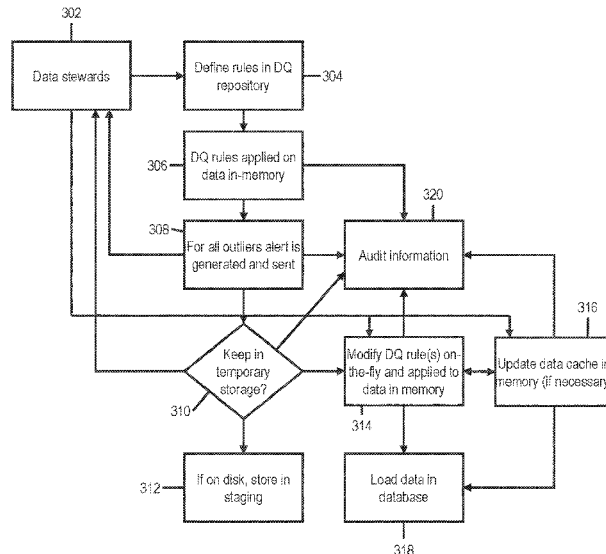 302
Data stewards
Define rules in DQ
repository
304
306
DQ rules applied on
data in-memory
308
For all outliers alert is
generated and sent
320
Audit information
316
Keep in
temporary
storage?
310
Modify DQ rule(s) on-
the-fly and applied to
data in memory
314
Update data cache in
memory (if necessary
312
If on disk, store in
staging
Load data in
database
318